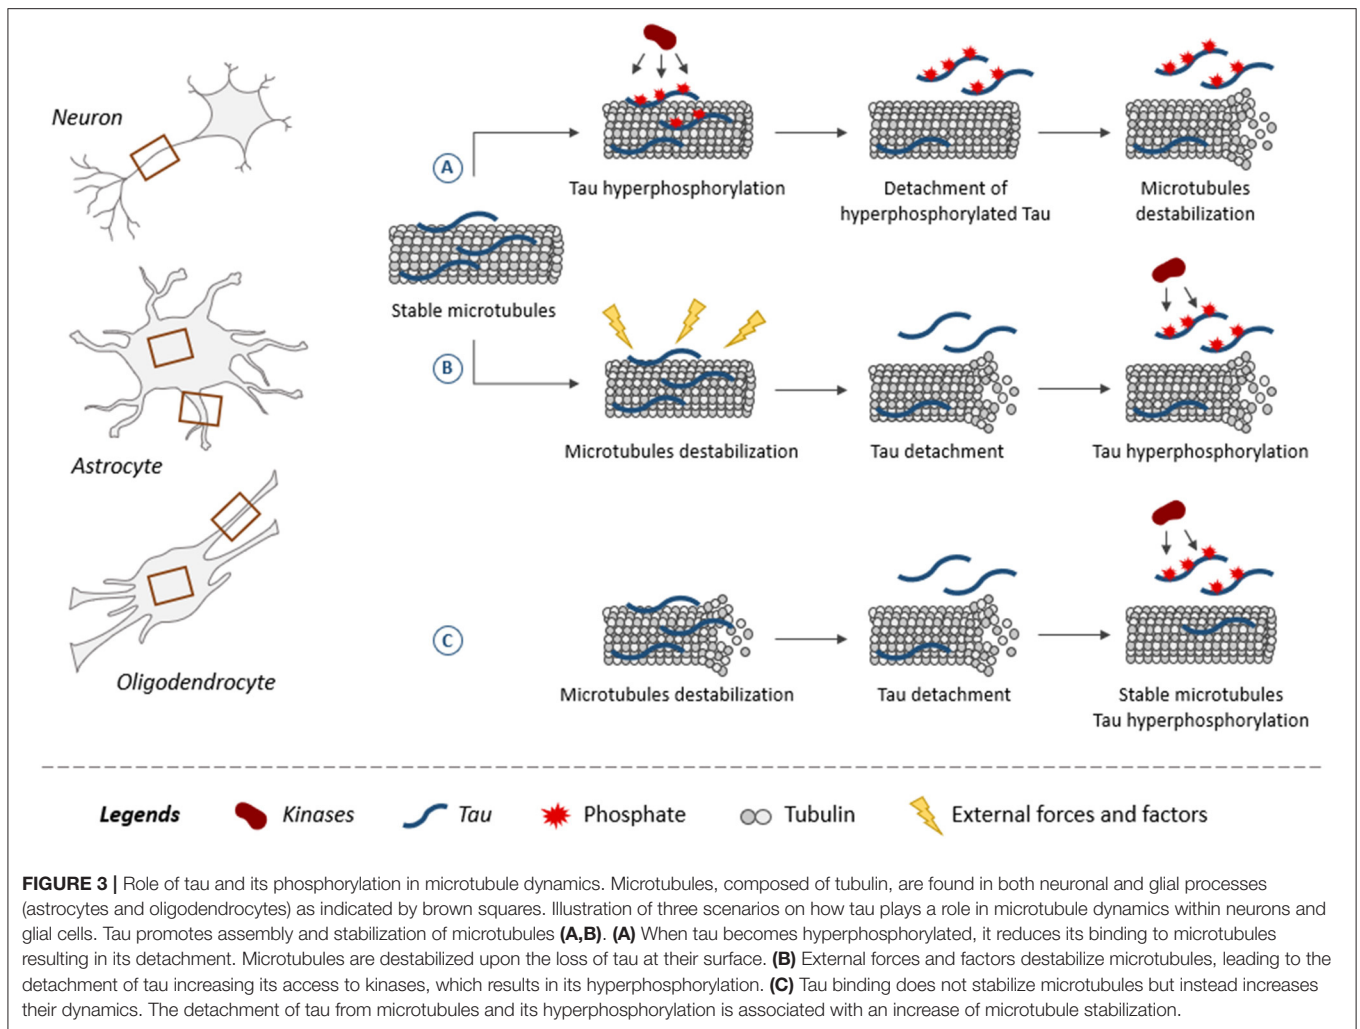 Neuron
Astrocyte
Oligodendrocyte
A
Tau hyperphosphorylation
Detachment of
hyperphosphorylated Tau
Microtubules
destabilization
Stable microtubules
B
Microtubules destabilization
Tau detachment
Tau hyperphosphorylation
C
Microtubules destabilization
Tau detachment
Stable microtubules
Tau hyperphosphorylation
Legends
Kinases
Tau
Phosphate
Tubulin
External forces and factors
FIGURE 3 | Role of tau and its phosphorylation in microtubule dynamics. Microtubules, composed of tubulin, are found in both neuronal and glial processes
(astrocytes and oligodendrocytes) as indicated by brown squares. Illustration of three scenarios on how tau plays a role in microtubule dynamics within neurons and
glial cells. Tau promotes assembly and stabilization of microtubules (A,B). (A) When tau becomes hyperphosphorylated, it reduces its binding to microtubules
resulting in its detachment. Microtubules are destabilized upon the loss of tau at their surface. (B) External forces and factors destabilize microtubules, leading to the
detachment of tau increasing its access to kinases, which results in its hyperphosphorylation. (C) Tau binding does not stabilize microtubules but instead increases
their dynamics. The detachment of tau from microtubules and its hyperphosphorylation is associated with an increase of microtubule stabilization.